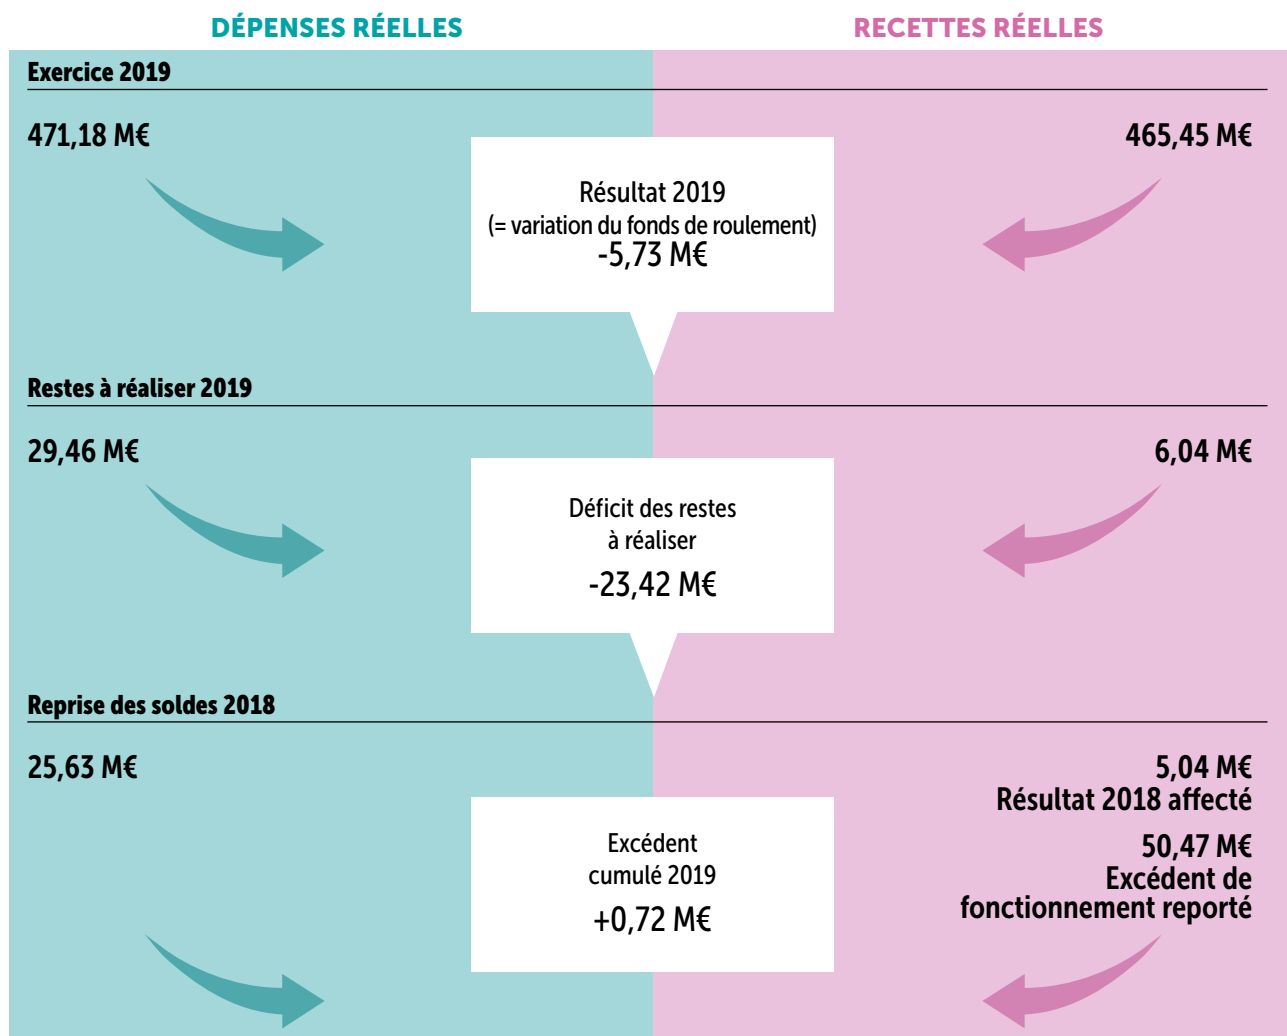 DÉPENSES RÉELLES
RECETTES RÉELLES
Exercice 2019
471,18 M€
465,45 M€
Résultat 2019
(= variation du fonds de roulement)
-5,73 M€
Restes à réaliser 2019
29,46 M€
6,04 M€
Déficit des restes
à réaliser
-23,42 M€
Reprise des soldes 2018
25,63 M€
5,04 M€
Résultat 2018 affecté
50,47 M€
Excédent de
fonctionnement reporté
Excédent
cumulé 2019
+0,72 M€